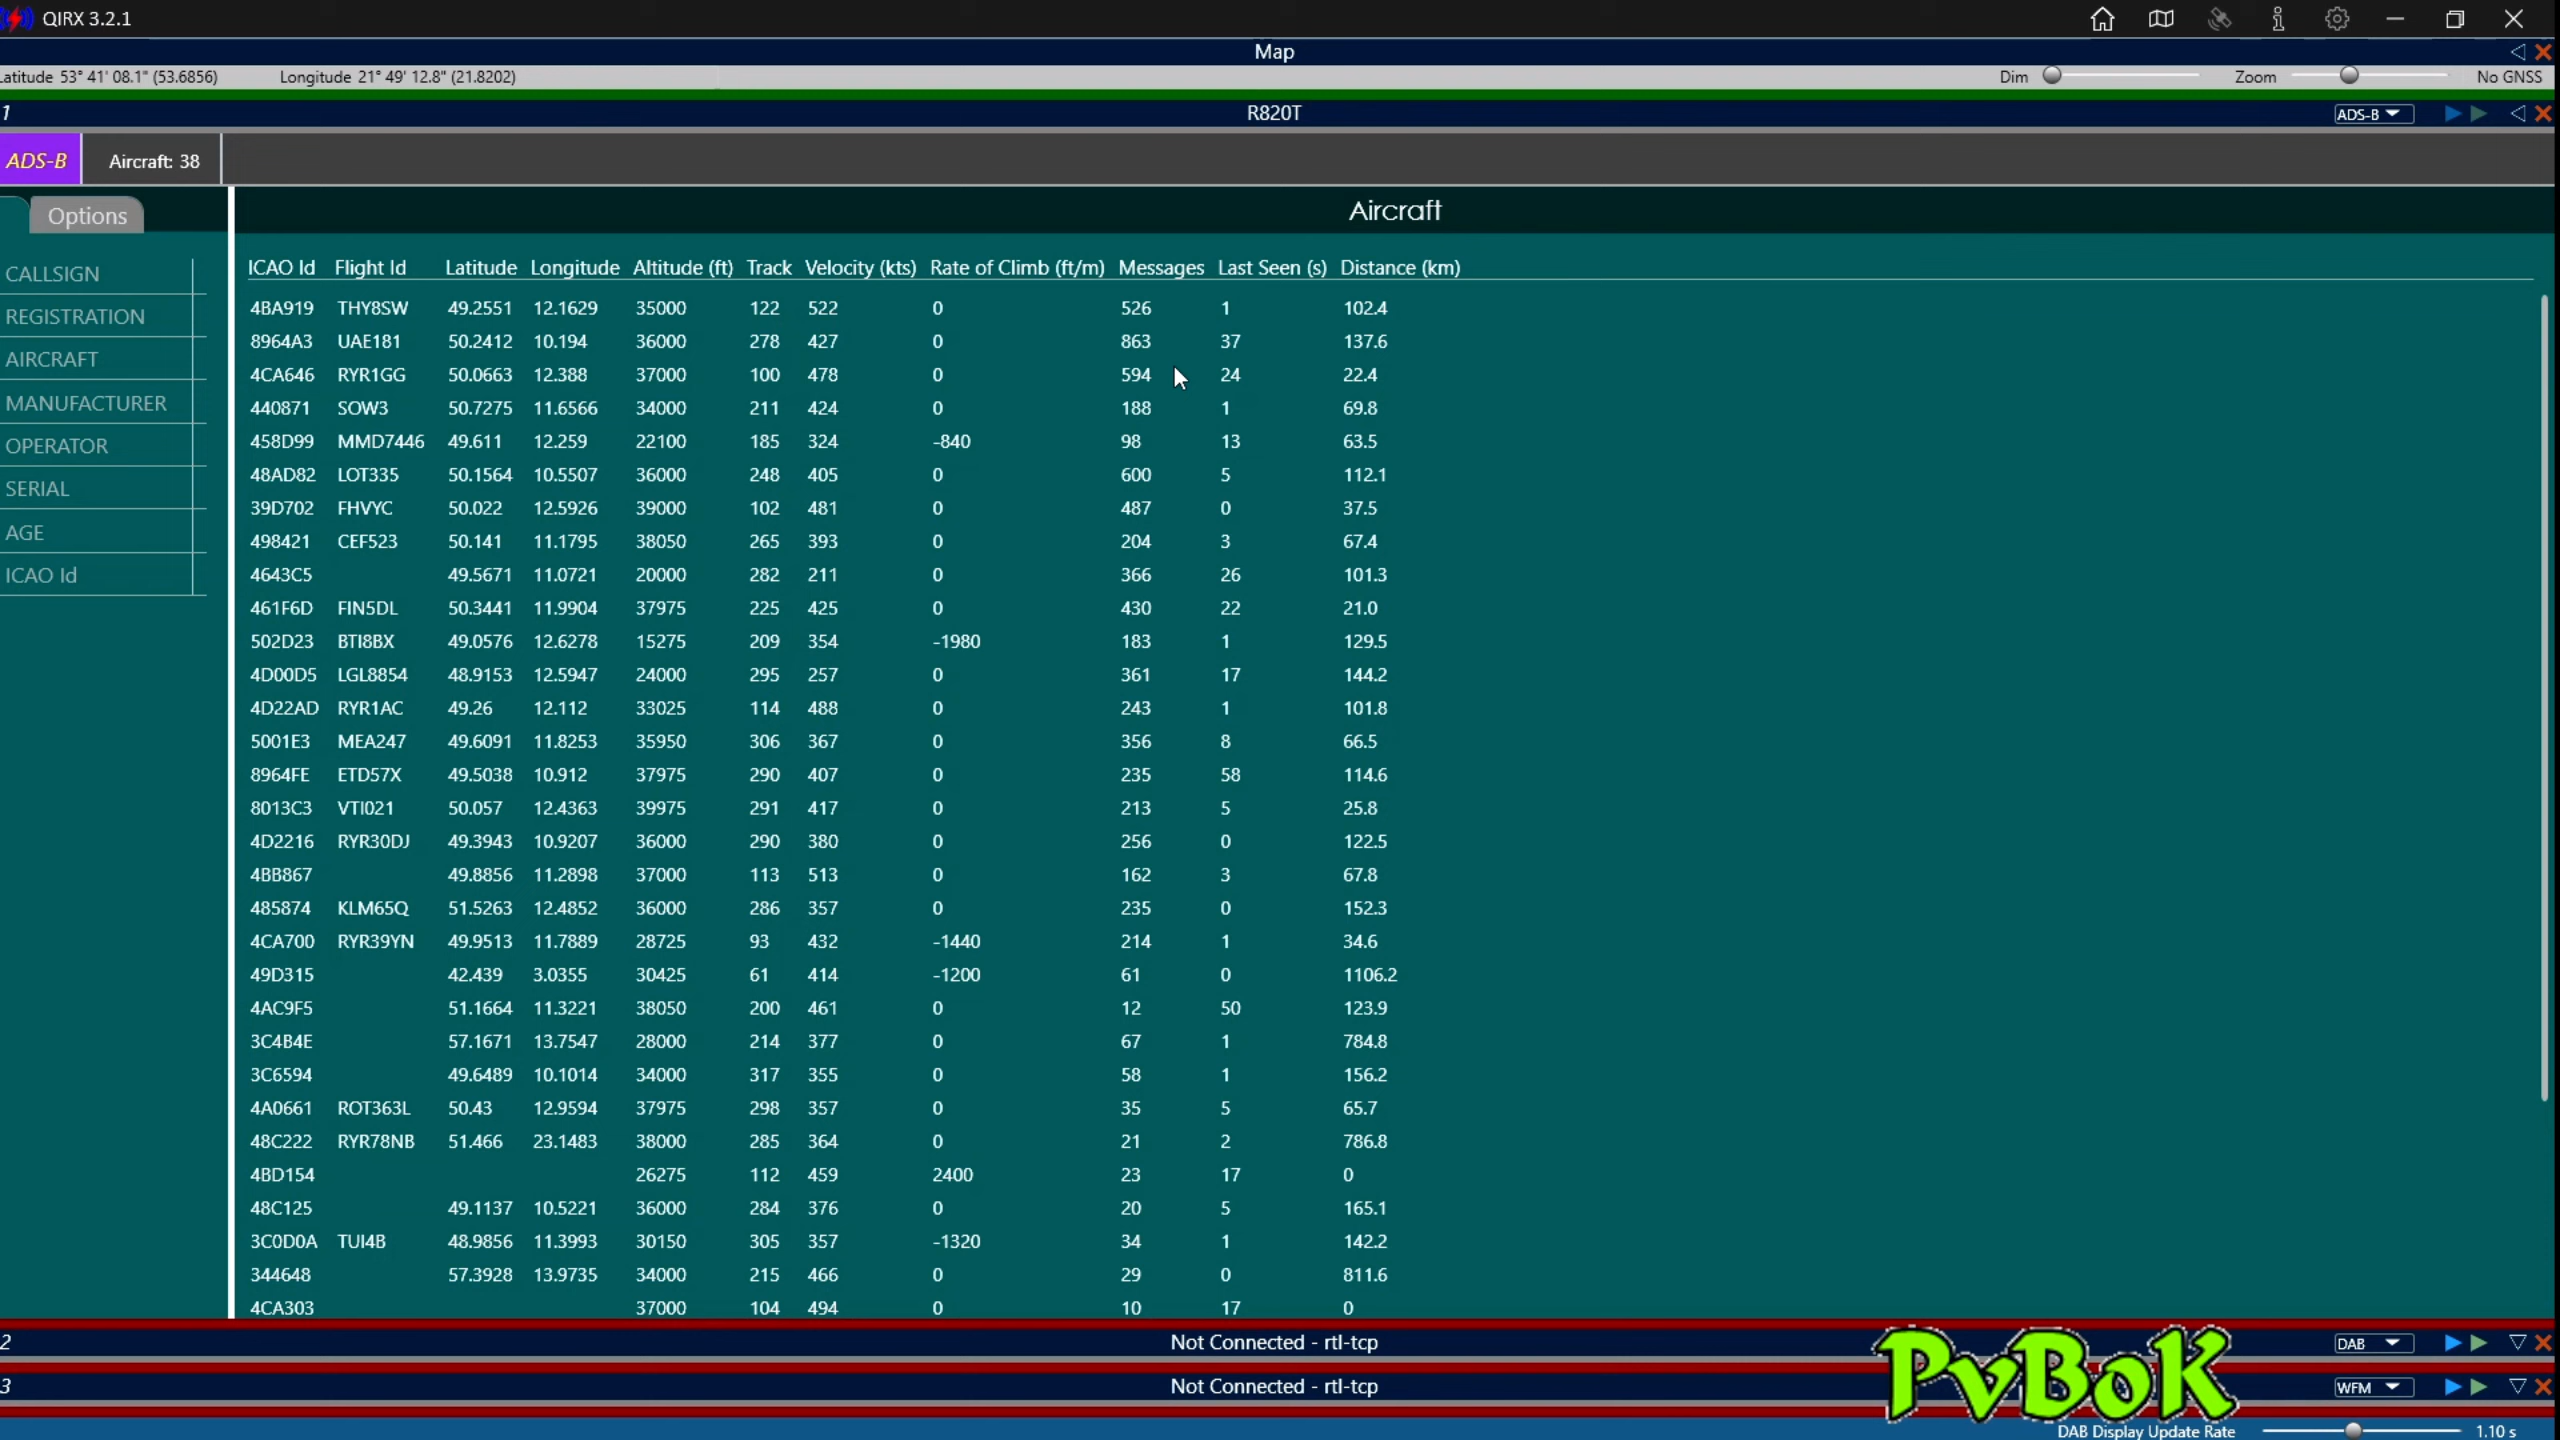 QIRX 3.2.1
Map
Latitude 53° 41' 08.1" (53.6856) Longitude 21° 49' 12.8" (21.8202) Dim Zoom No GNSS
1 R820T ADS-B
ADS-B Aircraft: 38
Options
Aircraft
CALLSIGN
REGISTRATION
AIRCRAFT
MANUFACTURER
OPERATOR
SERIAL
AGE
ICAO Id
ICAO Id Flight Id Latitude Longitude Altitude (ft) Track Velocity (kts) Rate of Climb (ft/m) Messages Last Seen (s) Distance (km)
4BA919 THY8SW 49.2551 12.1629 35000 122 522 0 526 1 102.4
8964A3 UAE181 50.2412 10.194 36000 278 427 0 863 37 137.6
4CA646 RYR1GG 50.0663 12.388 37000 100 478 0 594 24 22.4
440871 SOW3 50.7275 11.6566 34000 211 424 0 188 1 69.8
458D99 MMD7446 49.611 12.259 22100 185 324 -840 98 13 63.5
48AD82 LOT335 50.1564 10.5507 36000 248 405 0 600 5 112.1
39D702 FHVYC 50.022 12.5926 39000 102 481 0 487 0 37.5
498421 CEF523 50.141 11.1795 38050 265 393 0 204 3 67.4
4643C5 49.5671 11.0721 20000 282 211 0 366 26 101.3
461F6D FIN5DL 50.3441 11.9904 37975 225 425 0 430 22 21.0
502D23 BTI8BX 49.0576 12.6278 15275 209 354 -1980 183 1 129.5
4D00D5 LGL8854 48.9153 12.5947 24000 295 257 0 361 17 144.2
4D22AD RYR1AC 49.26 12.112 33025 114 488 0 243 1 101.8
5001E3 MEA247 49.6091 11.8253 35950 306 367 0 356 8 66.5
8964FE ETD57X 49.5038 10.912 37975 290 407 0 235 58 114.6
8013C3 VTI021 50.057 12.4363 39975 291 417 0 213 5 25.8
4D2216 RYR30DJ 49.3943 10.9207 36000 290 380 0 256 0 122.5
4BB867 49.8856 11.2898 37000 113 513 0 162 3 67.8
485874 KLM65Q 51.5263 12.4852 36000 286 357 0 235 0 152.3
4CA700 RYR39YN 49.9513 11.7889 28725 93 432 -1440 214 1 34.6
49D315 42.439 3.0355 30425 61 414 -1200 61 0 1106.2
4AC9F5 51.1664 11.3221 38050 200 461 0 12 50 123.9
3C4B4E 57.1671 13.7547 28000 214 377 0 67 1 784.8
3C6594 49.6489 10.1014 34000 317 355 0 58 1 156.2
4A0661 ROT363L 50.43 12.9594 37975 298 357 0 35 5 65.7
48C222 RYR78NB 51.466 23.1483 38000 285 364 0 21 2 786.8
4BD154 26275 112 459 2400 23 17 0
48C125 49.1137 10.5221 36000 284 376 0 20 5 165.1
3C0D0A TUI4B 48.9856 11.3993 30150 305 357 -1320 34 1 142.2
344648 57.3928 13.9735 34000 215 466 0 29 0 811.6
4CA303 37000 104 494 0 10 17 0
2 Not Connected - rtl-tcp DAB
3 Not Connected - rtl-tcp WFM
PvBoK
DAB Display Update Rate 1.10 s